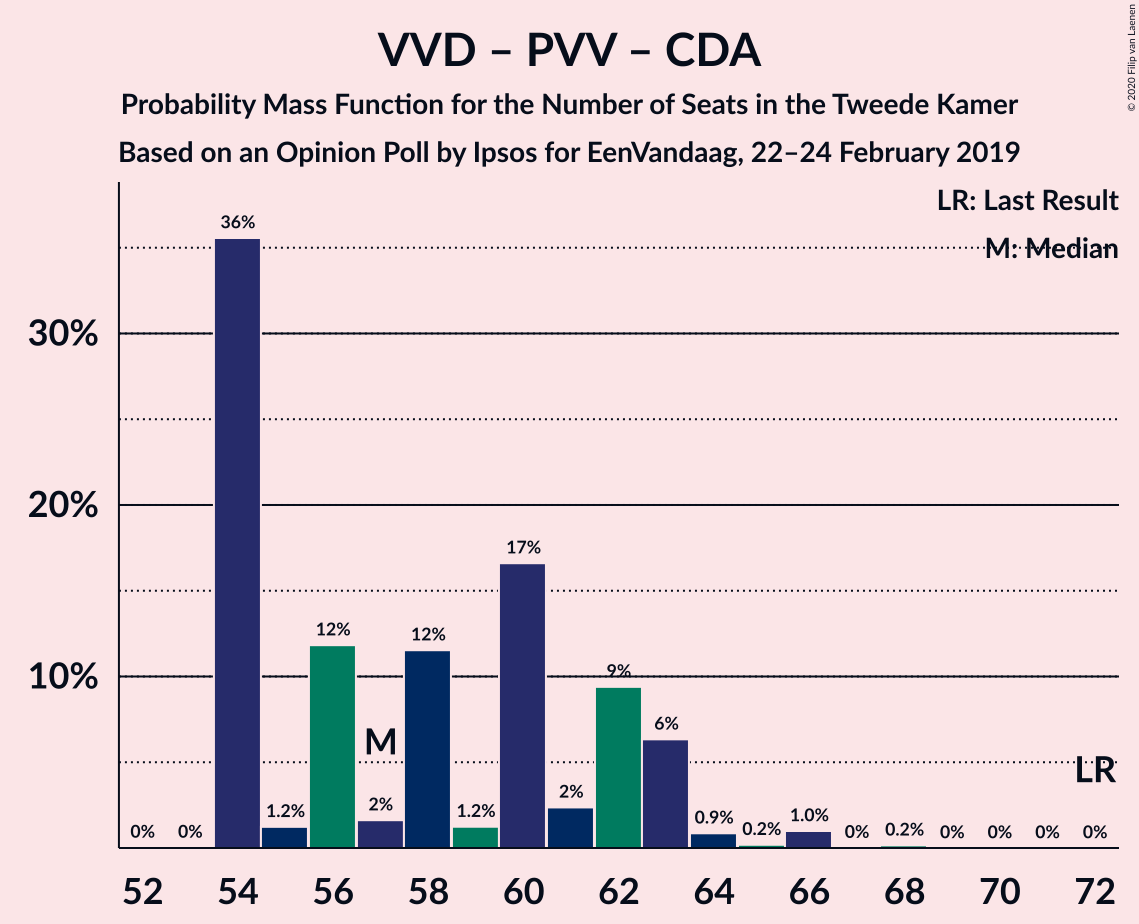 VVD – PVV – CDA
Probability Mass Function for the Number of Seats in the Tweede Kamer
Based on an Opinion Poll by Ipsos for EenVandaag, 22–24 February 2019
© 2020 Filip van Laenen
LR: Last Result
M: Median
30%
20%
10%
0%
0%
36%
1.2%
12%
2%
12%
1.2%
17%
2%
9%
6%
0.9%
0.2%
1.0%
0%
0.2%
0%
0%
0%
0%
M
LR
52 54 56 58 60 62 64 66 68 70 72